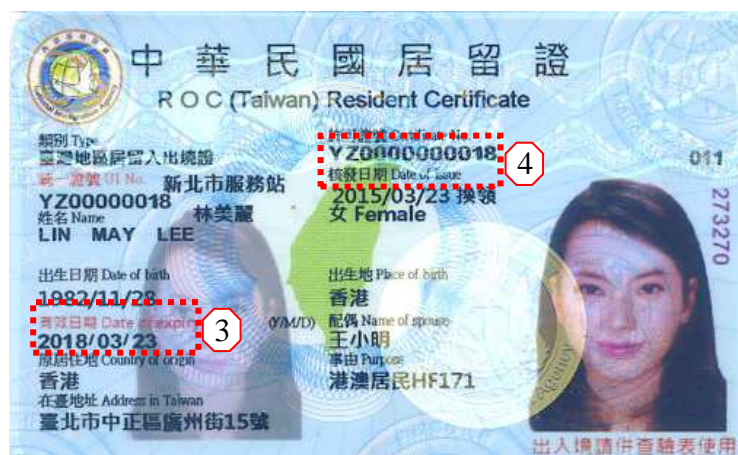 中華民國居留證
ROC (Taiwan) Resident Certificate
類別 Type
臺灣地區居留入出境證
統一證號 UI No.
新北市服務站
YZ00000018
姓名 Name
林美麗
LIN MAY LEE
許可證號 Certificate No.
YZ0000000018
4
核發日期 Date of issue
2015/03/23 換領
女 Female
011
273270
出生日期 Date of birth
1982/11/28
有效日期 Date of expiry
3
(Y/M/D)
2018/03/23
出生地 Place of birth
香港
配偶 Name of spouse
王小明
原居住地 Country of origin
香港
事由 Purpose
港澳居民HF171
在臺地址 Address in Taiwan
臺北市中正區廣州街15號
出入境請併查驗表使用